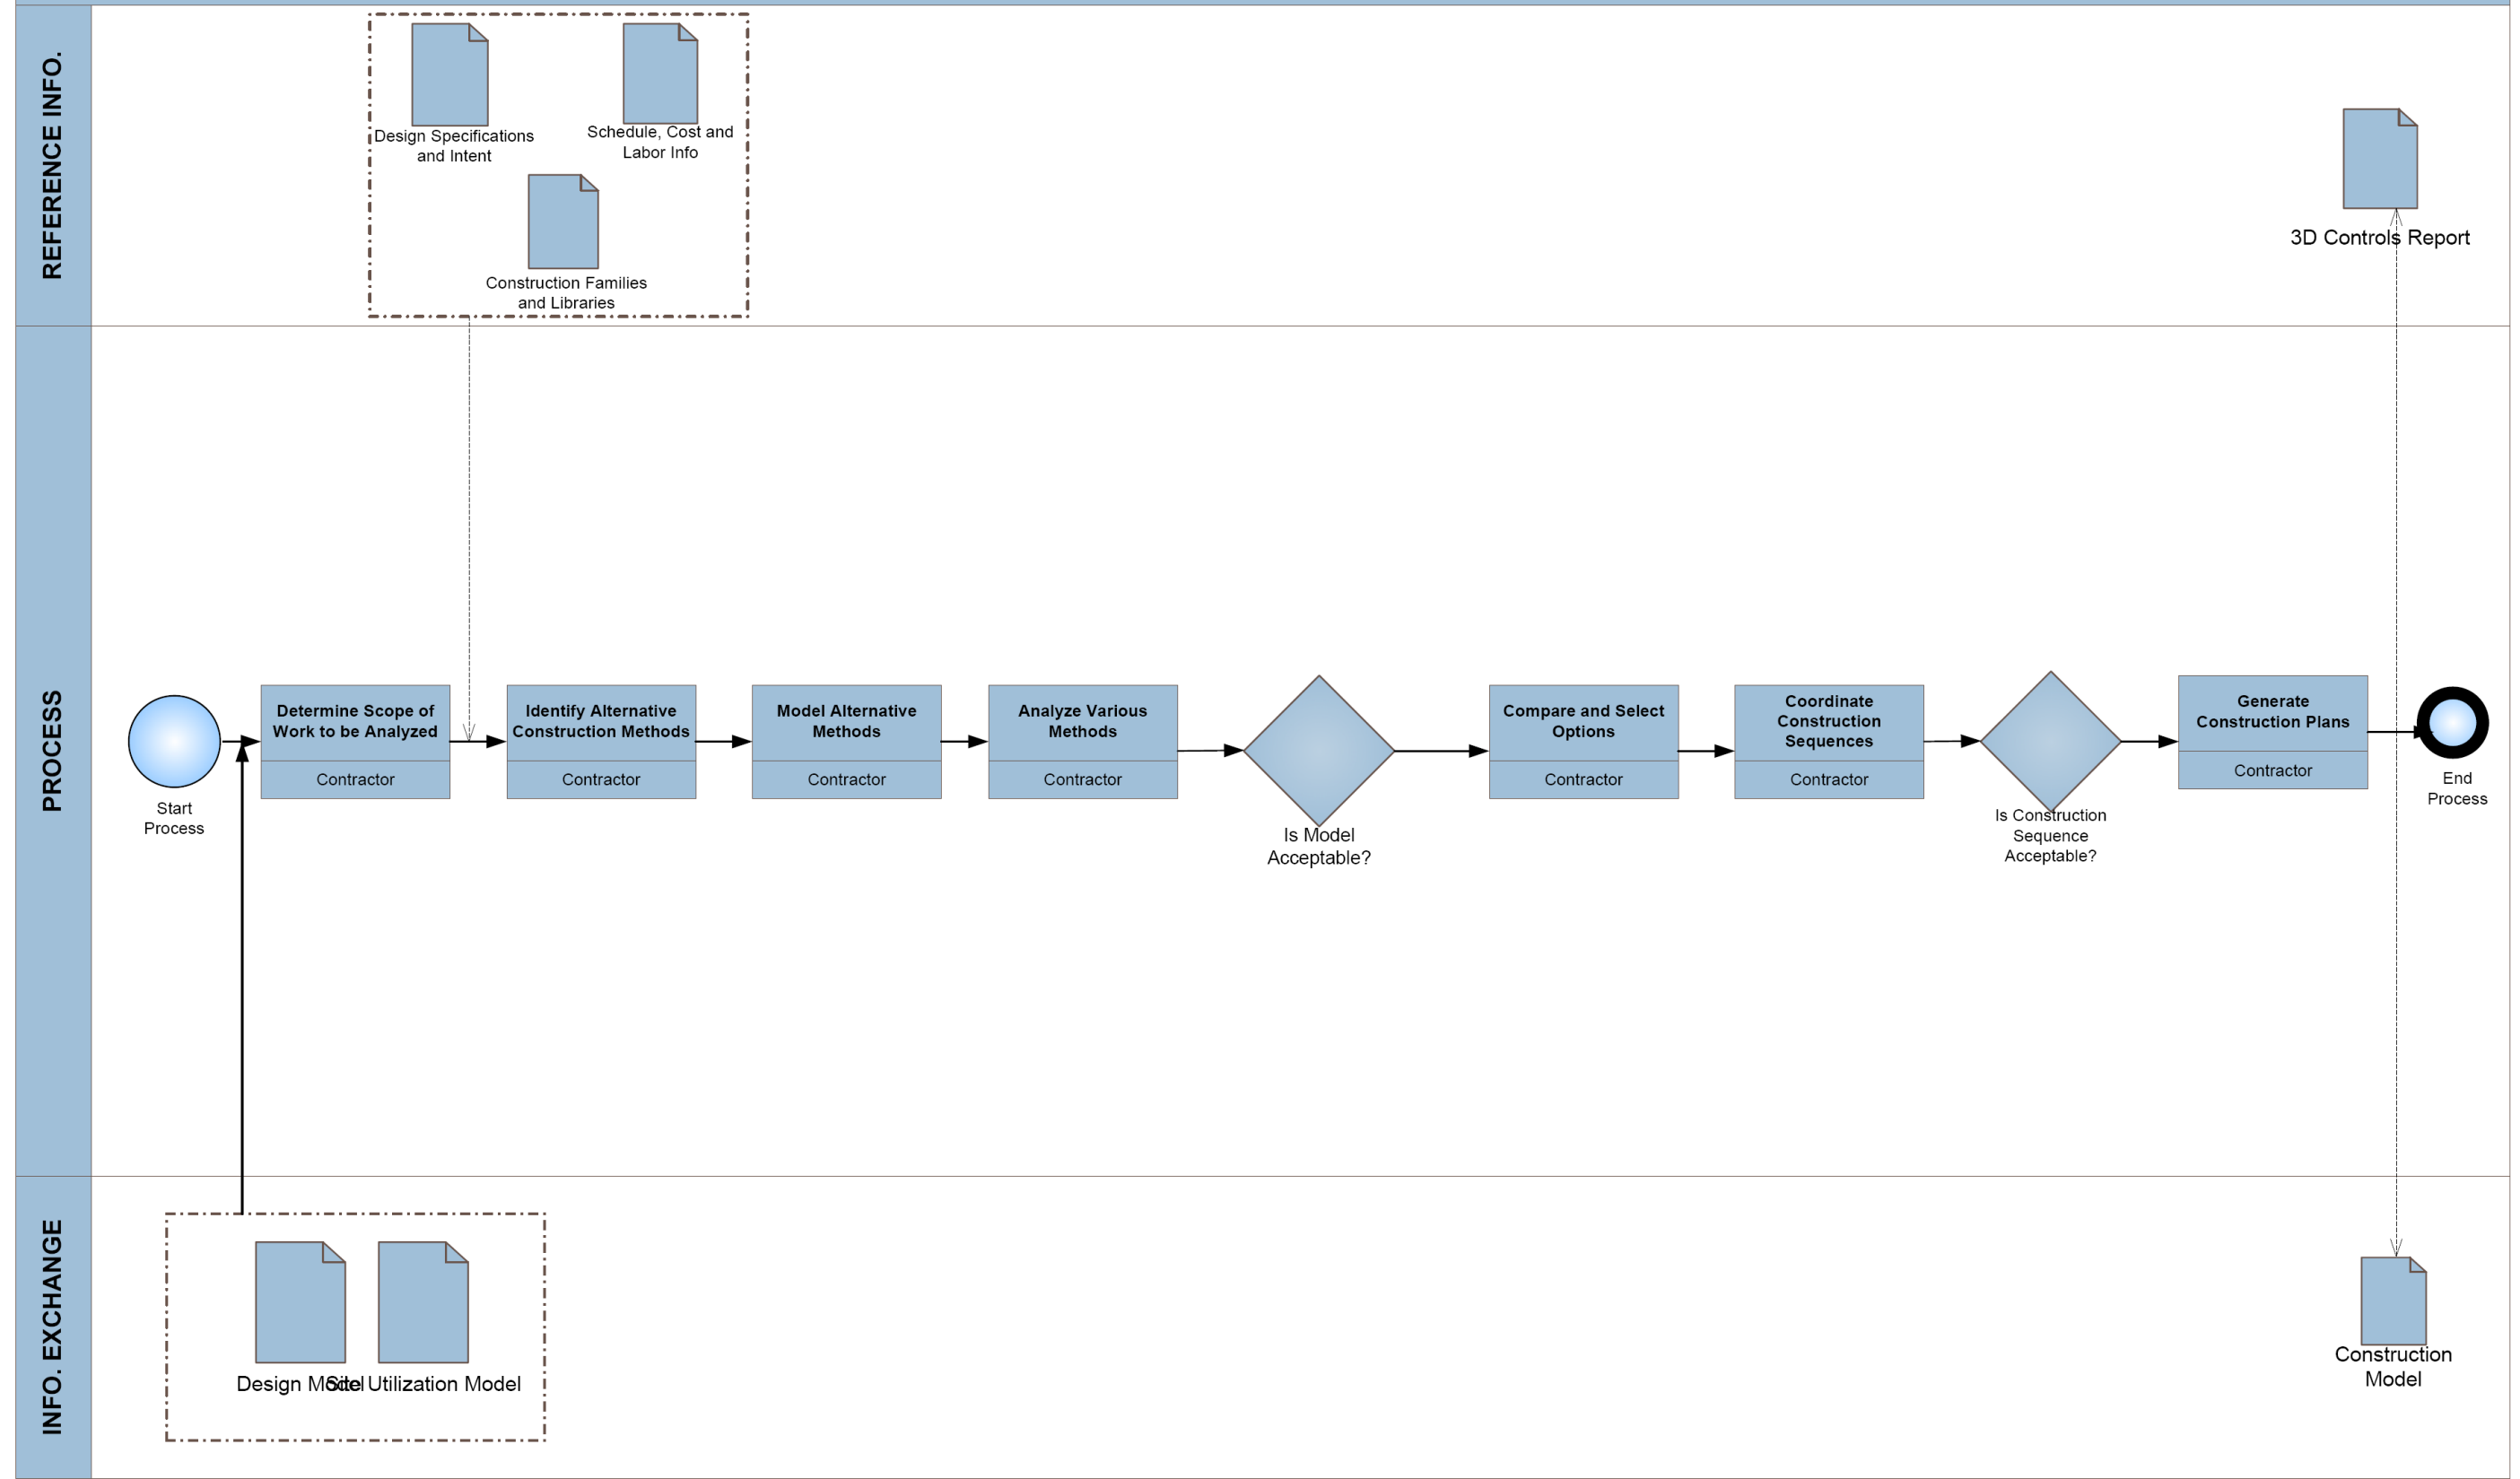 REFERENCE INFO.
Design Specifications
and Intent
Schedule, Cost and
Labor Info
Construction Families
and Libraries
3D Controls Report
PROCESS
Start
Process
Determine Scope of
Work to be Analyzed
Contractor
Identify Alternative
Construction Methods
Contractor
Model Alternative
Methods
Contractor
Analyze Various
Methods
Contractor
Is Model
Acceptable?
Compare and Select
Options
Contractor
Coordinate
Construction
Sequences
Contractor
Is Construction
Sequence
Acceptable?
Generate
Construction Plans
Contractor
End
Process
INFO. EXCHANGE
Design Model
Site Utilization Model
Construction
Model